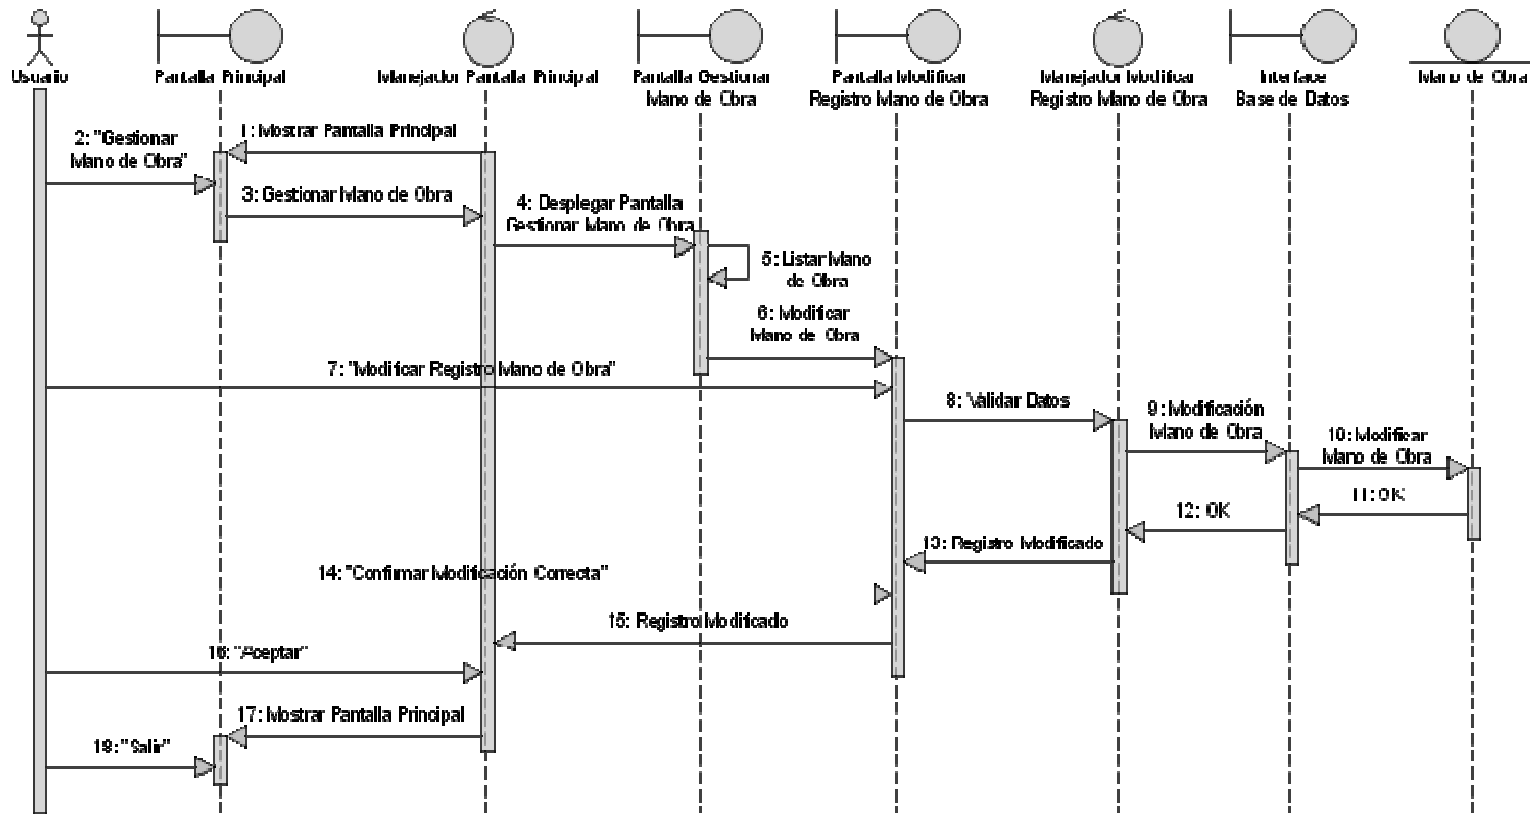 Usuario
Pantalla Principal
Manejador Pantalla Principal
Pantalla Gestionar
Mano de Obra
Pantalla Modificar
Registro Mano de Obra
Manejador Modificar
Registro Mano de Obra
Interface
Base de Datos
Mano de Obra
1: Mostrar Pantalla Principal
2: "Gestionar
Mano de Obra"
3: Gestionar Mano de Obra
4: Desplegar Pantalla
Gestionar Mano de Obra
5: Listar Mano
de Obra
6: Modificar
Mano de Obra
7: "Modificar Registro Mano de Obra"
8: Validar Datos
9: Modificación
Mano de Obra
10: Modificar
Mano de Obra
11: OK
12: OK
13: Registro Modificado
14: "Confirmar Modificación Correcta"
15: Registro Modificado
16: "Aceptar"
17: Mostrar Pantalla Principal
"Salir"